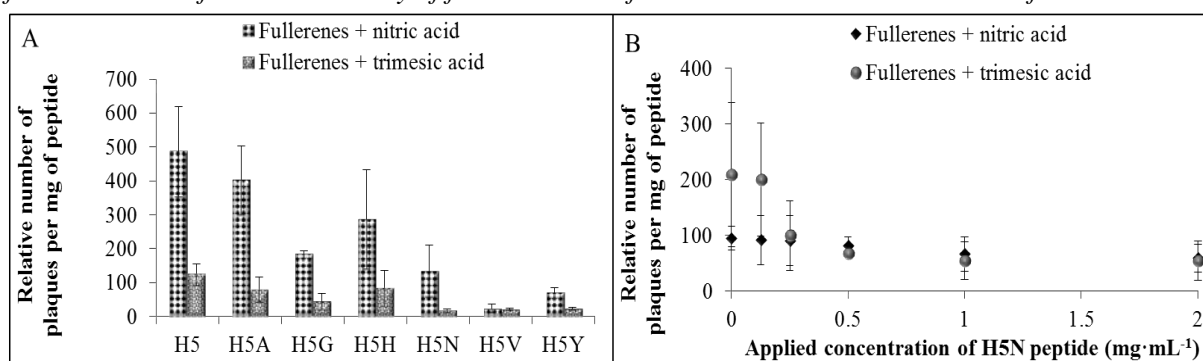 A
Fullerenes + nitric acid
Fullerenes + trimesic acid
Relative number of
plaques per mg of peptide
700
600
500
400
300
200
100
0
H5 H5A H5G H5H H5N H5V H5Y
B
Fullerenes + nitric acid
Fullerenes + trimesic acid
Relative number of
plaques per mg of peptide
400
300
200
100
0
0 0.5 1 1.5 2
Applied concentration of H5N peptide (mg·mL⁻¹)